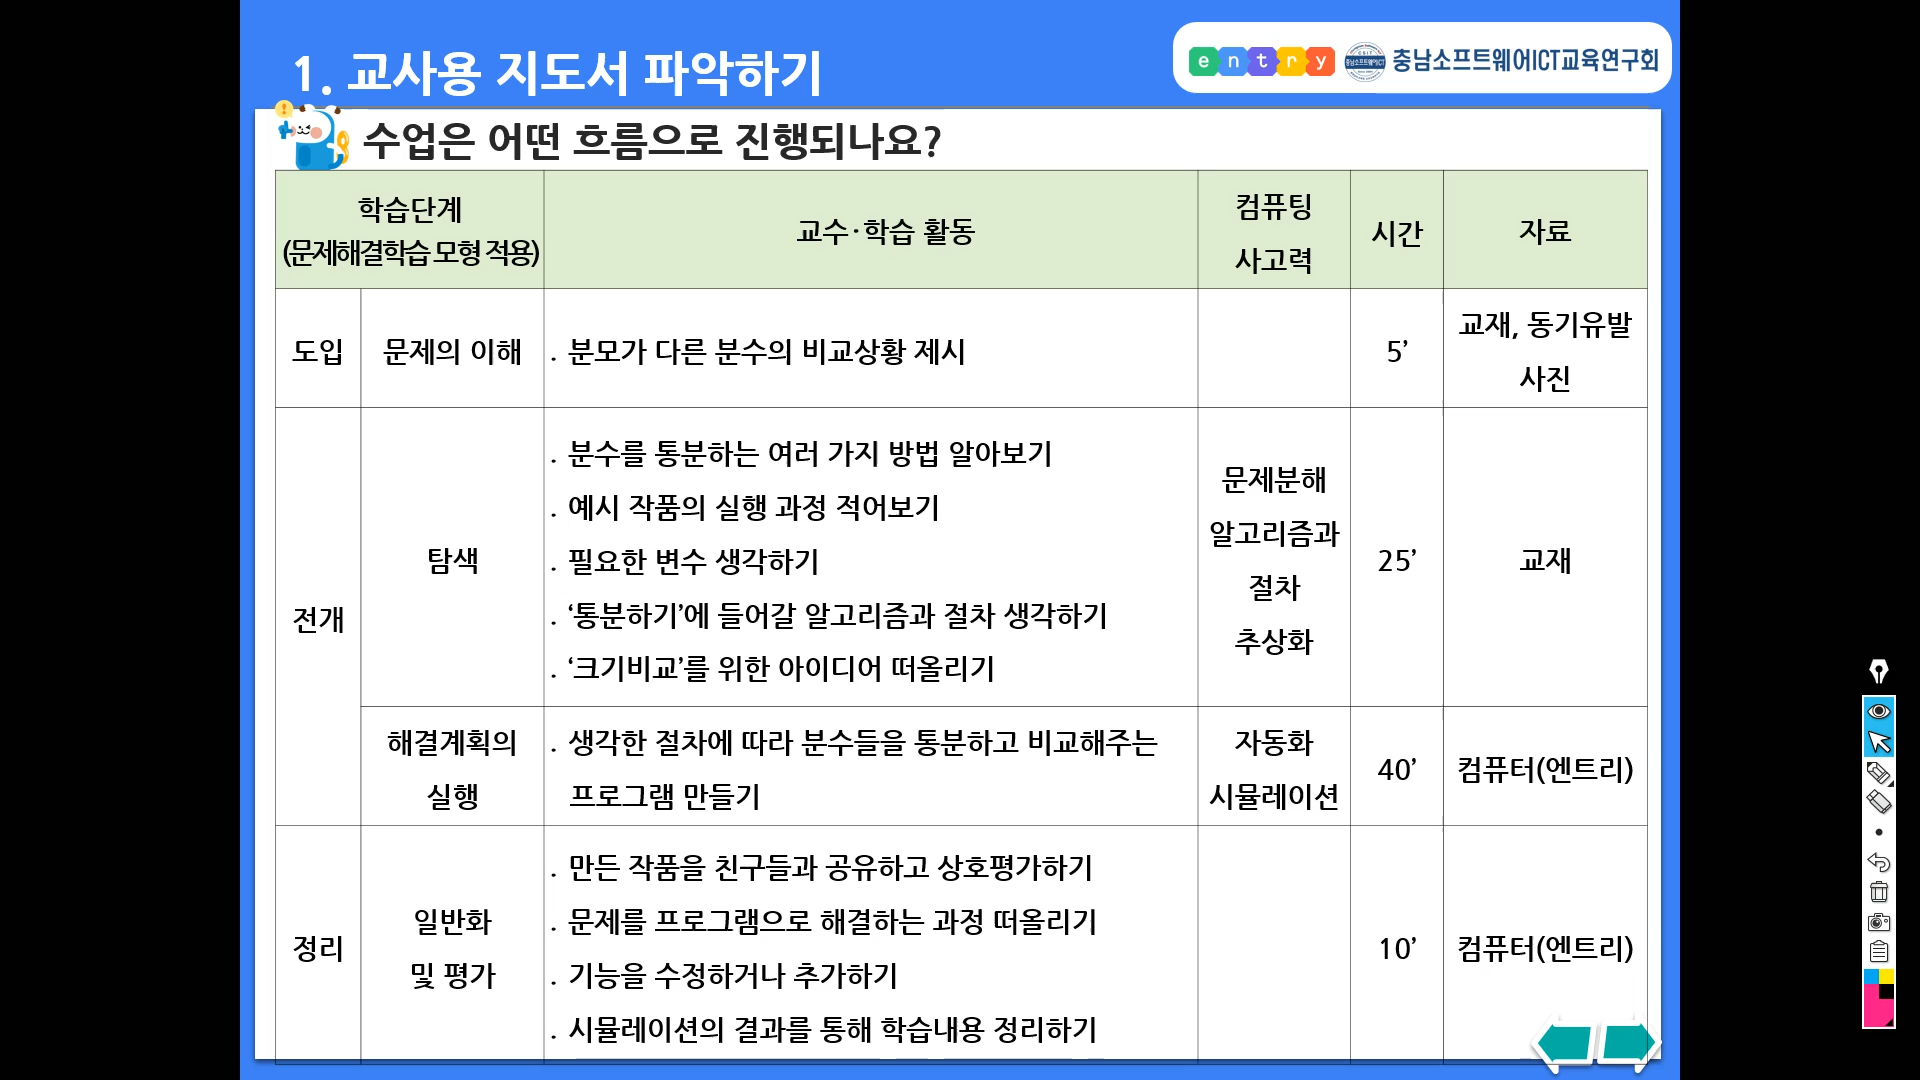 1. 교사용 지도서 파악하기
entry 충남소프트웨어ICT교육연구회
수업은 어떤 흐름으로 진행되나요?
학습단계
(문제해결학습 모형 적용)
교수·학습 활동
컴퓨팅
사고력
시간
자료
도입
문제의 이해
. 분모가 다른 분수의 비교상황 제시
5’
교재, 동기유발
사진
전개
탐색
. 분수를 통분하는 여러 가지 방법 알아보기
. 예시 작품의 실행 과정 적어보기
. 필요한 변수 생각하기
. ‘통분하기’에 들어갈 알고리즘과 절차 생각하기
. ‘크기비교’를 위한 아이디어 떠올리기
문제분해
알고리즘과
절차
추상화
25’
교재
해결계획의
실행
. 생각한 절차에 따라 분수들을 통분하고 비교해주는
프로그램 만들기
자동화
시뮬레이션
40’
컴퓨터(엔트리)
정리
일반화
및 평가
. 만든 작품을 친구들과 공유하고 상호평가하기
. 문제를 프로그램으로 해결하는 과정 떠올리기
. 기능을 수정하거나 추가하기
. 시뮬레이션의 결과를 통해 학습내용 정리하기
10’
컴퓨터(엔트리)